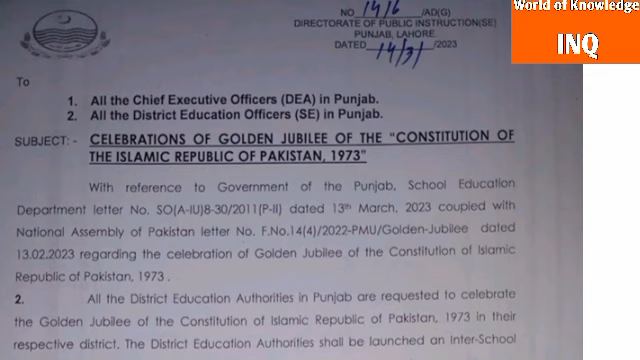 World of Knowledge
INQ
NO. 1416 /AD(G)
DIRECTORATE OF PUBLIC INSTRUCTION(SE)
PUNJAB, LAHORE.
DATED 14/3/ /2023
To
1. All the Chief Executive Officers (DEA) in Punjab.
2. All the District Education Officers (SE) in Punjab.
SUBJECT: - CELEBRATIONS OF GOLDEN JUBILEE OF THE "CONSTITUTION OF
THE ISLAMIC REPUBLIC OF PAKISTAN, 1973"
With reference to Government of the Punjab, School Education
Department letter No. SO(A-IU)8-30/2011(P-II) dated 13th March, 2023 coupled with
National Assembly of Pakistan letter No. F.No.14(4)/2022-PMU/Golden-Jubilee dated
13.02.2023 regarding the celebration of Golden Jubilee of the Constitution of Islamic
Republic of Pakistan, 1973 .
2. All the District Education Authorities in Punjab are requested to celebrate
the Golden Jubilee of the Constitution of Islamic Republic of Pakistan, 1973 in their
respective district. The District Education Authorities shall be launched an Inter-School